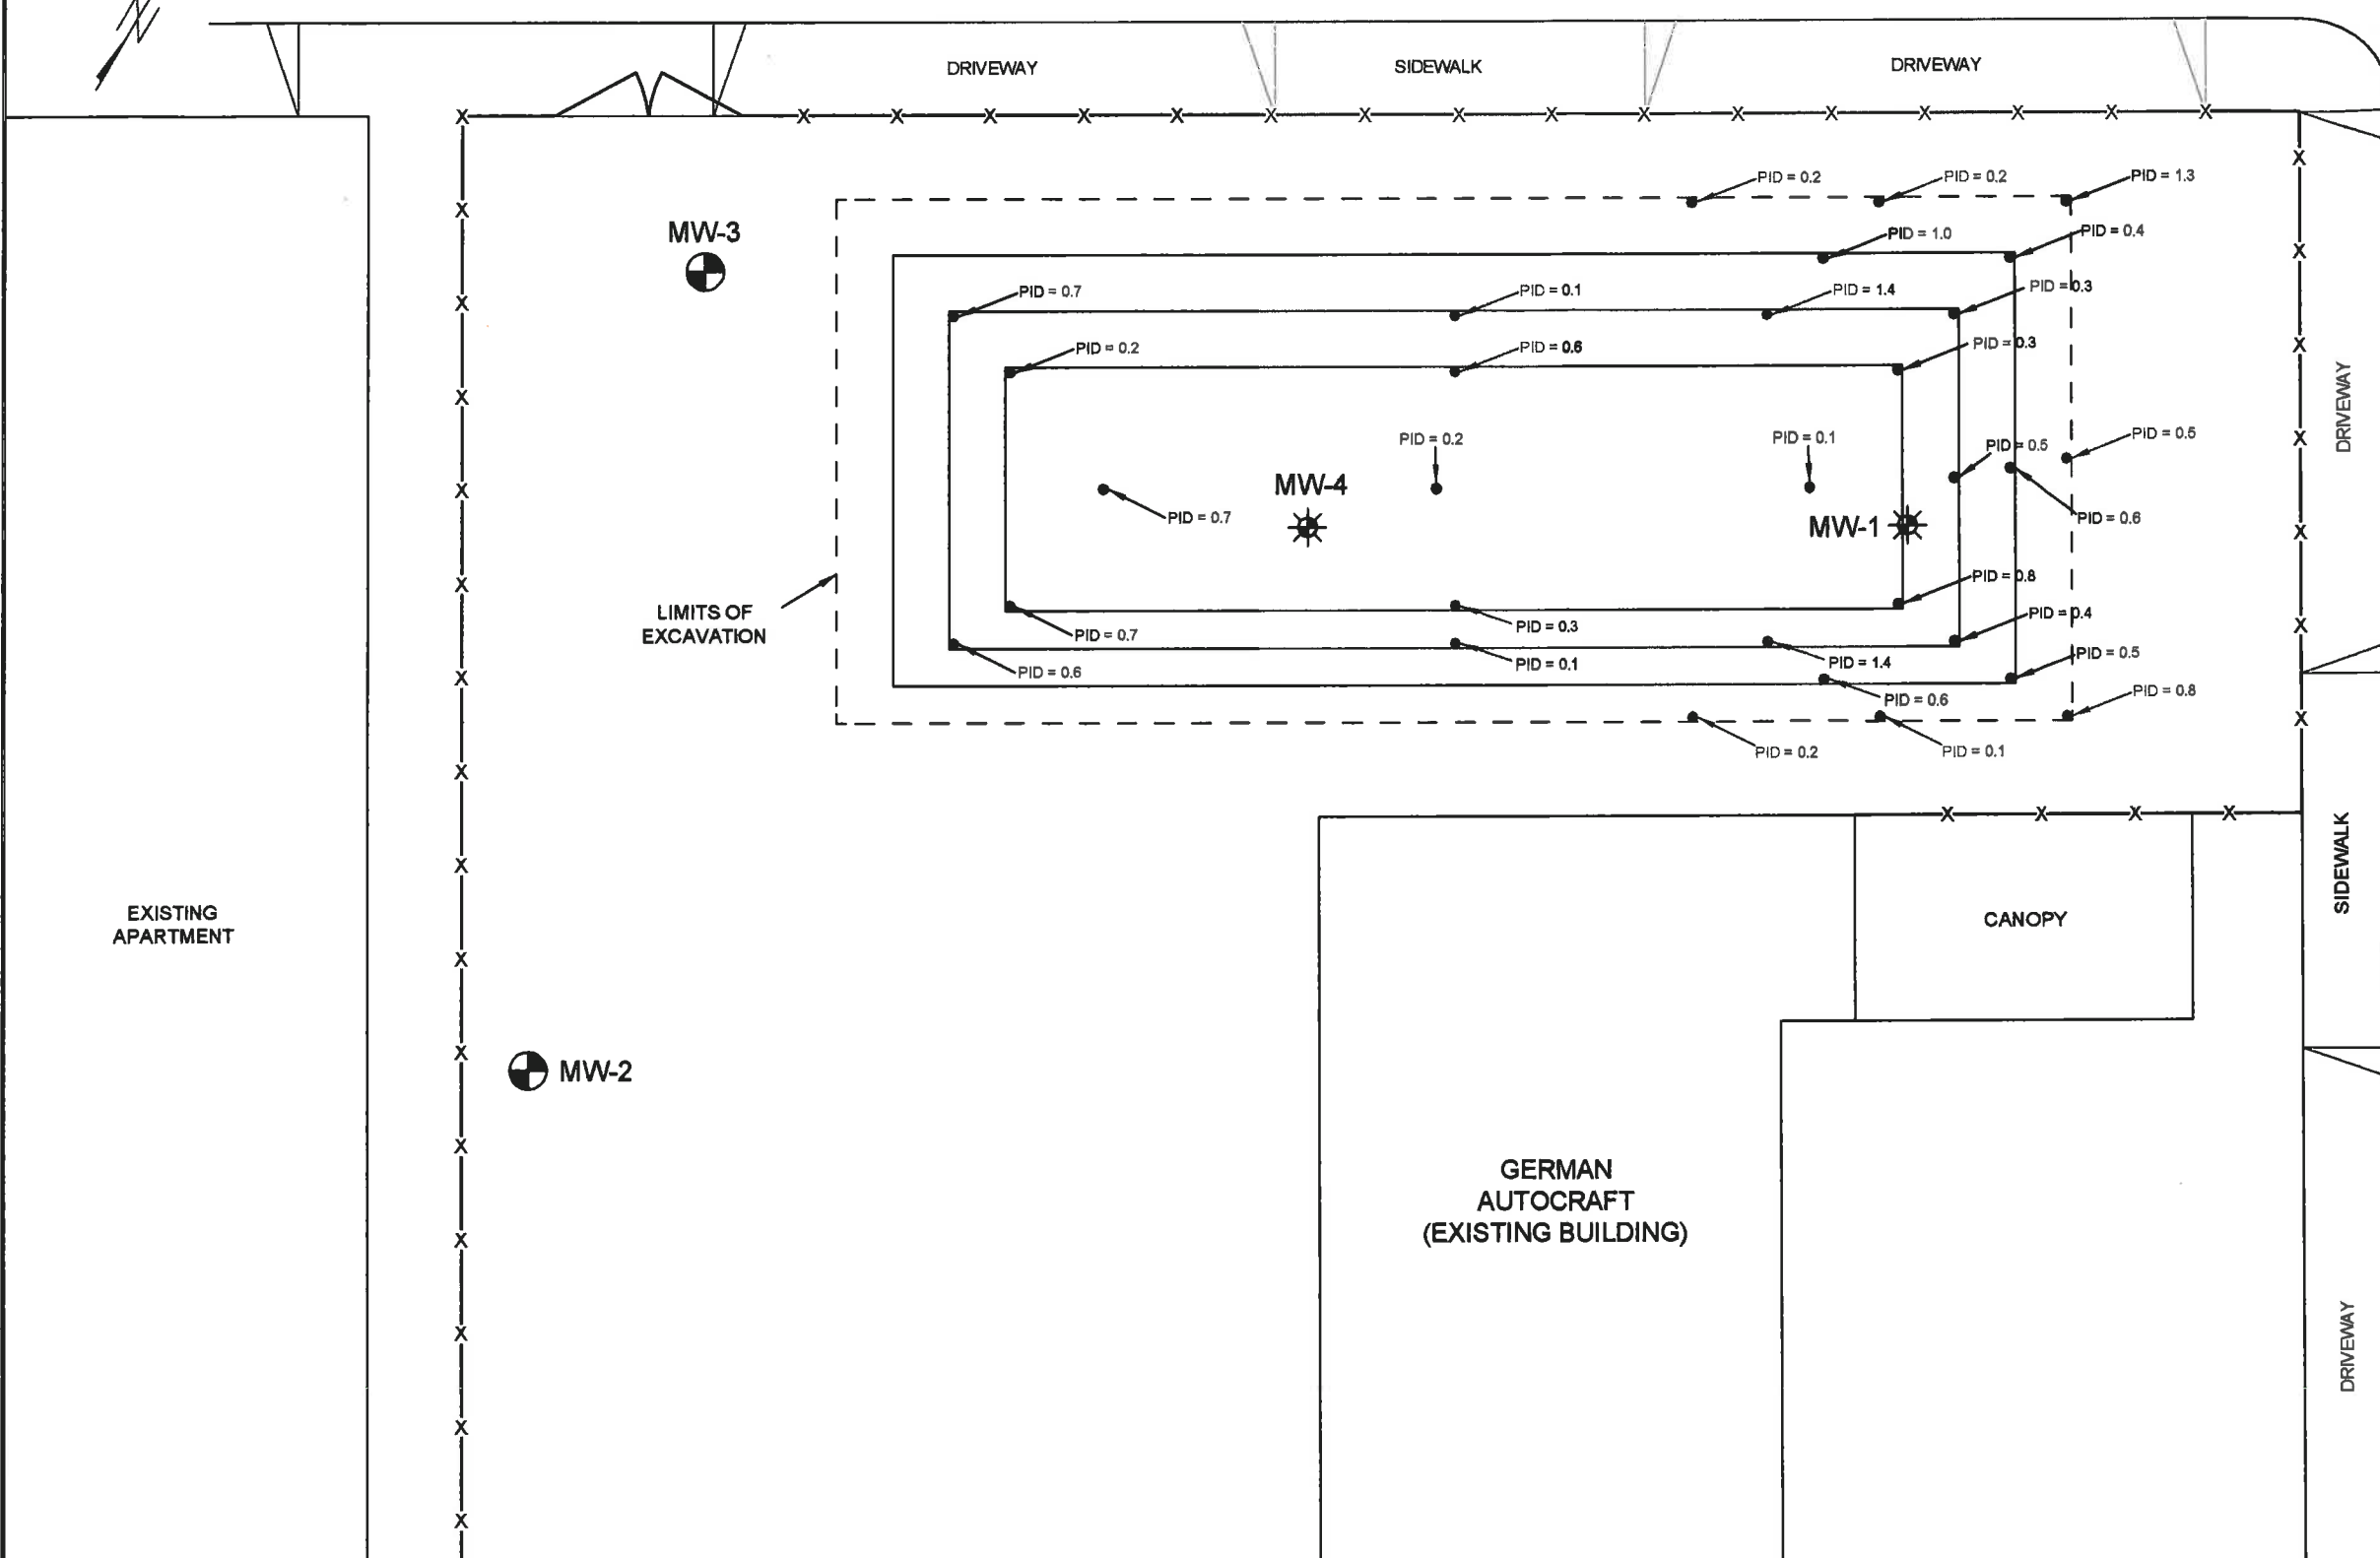 DRIVEWAY
SIDEWALK
DRIVEWAY
PID = 0.2
PID = 0.2
PID = 1.3
MW-3
PID = 1.0
PID = 0.4
PID = 0.7
PID = 0.1
PID = 1.4
PID = 0.3
PID = 0.2
PID = 0.6
PID = 0.3
DRIVEWAY
PID = 0.2
PID = 0.1
PID = 0.5
PID = 0.5
MW-4
PID = 0.7
MW-1
PID = 0.6
PID = 0.8
LIMITS OF
EXCAVATION
PID = 0.7
PID = 0.3
PID = 0.4
PID = 0.6
PID = 0.1
PID = 1.4
PID = 0.5
PID = 0.6
PID = 0.8
PID = 0.2
PID = 0.1
SIDEWALK
EXISTING
APARTMENT
CANOPY
MW-2
GERMAN
AUTOCRAFT
(EXISTING BUILDING)
DRIVEWAY